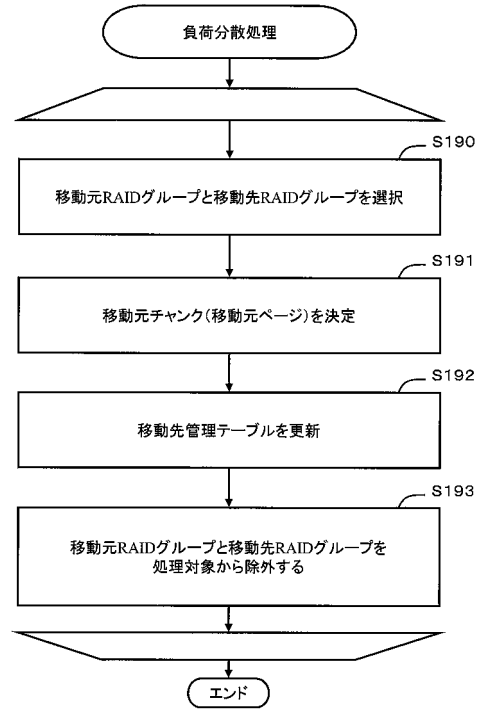 負荷分散処理
S190
移動元RAIDグループと移動先RAIDグループを選択
S191
移動元チャンク(移動元ページ)を決定
S192
移動先管理テーブルを更新
S193
移動元RAIDグループと移動先RAIDグループを
処理対象から除外する
エンド